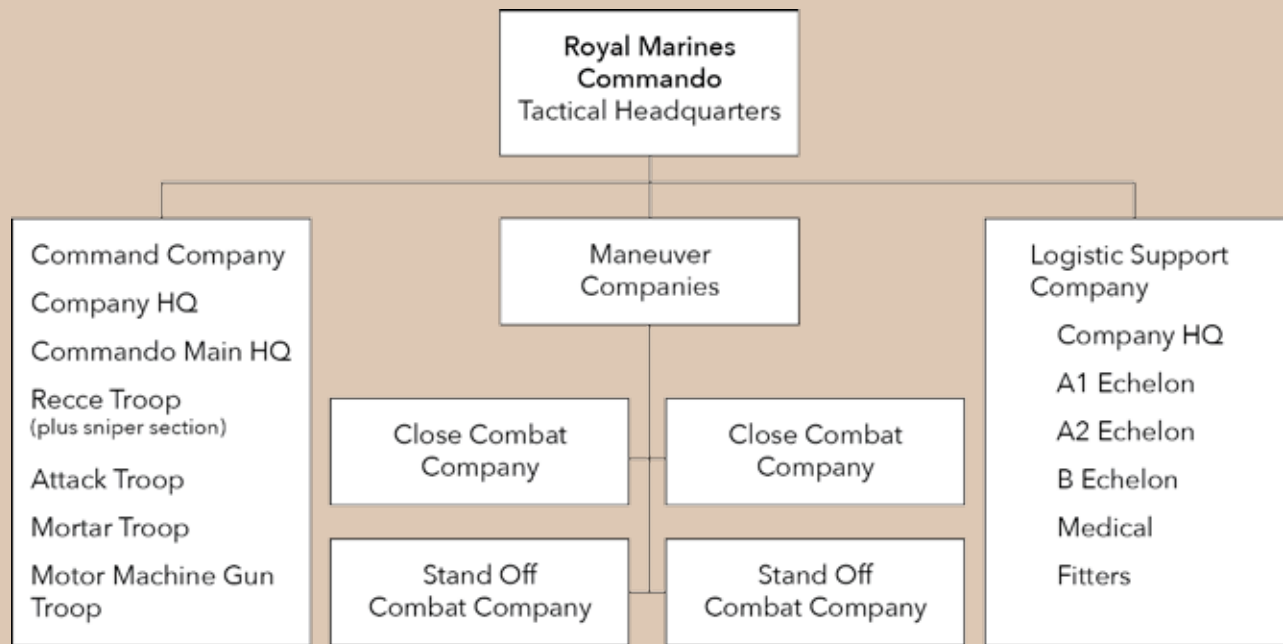 Royal Marines
Commando
Tactical Headquarters
Command Company
Company HQ
Commando Main HQ
Recce Troop
(plus sniper section)
Attack Troop
Mortar Troop
Motor Machine Gun
Troop
Maneuver
Companies
Close Combat
Company
Close Combat
Company
Stand Off
Combat Company
Stand Off
Combat Company
Logistic Support
Company
Company HQ
A1 Echelon
A2 Echelon
B Echelon
Medical
Fitters